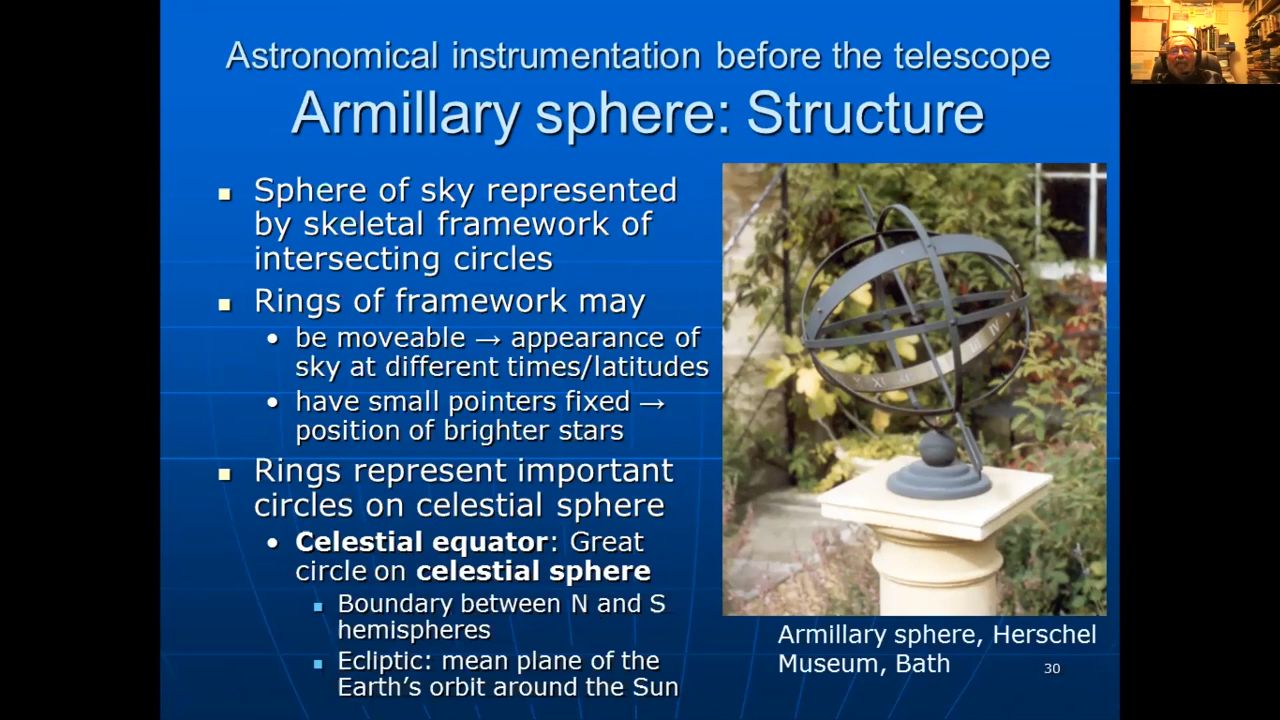 Astronomical instrumentation before the telescope
Armillary sphere: Structure
Sphere of sky represented
by skeletal framework of
intersecting circles
Rings of framework may
be moveable → appearance of
sky at different times/latitudes
have small pointers fixed →
position of brighter stars
Rings represent important
circles on celestial sphere
Celestial equator: Great
circle on celestial sphere
Boundary between N and S
hemispheres
Ecliptic: mean plane of the
Earth's orbit around the Sun
IV
Armillary sphere, Herschel
Museum, Bath
30